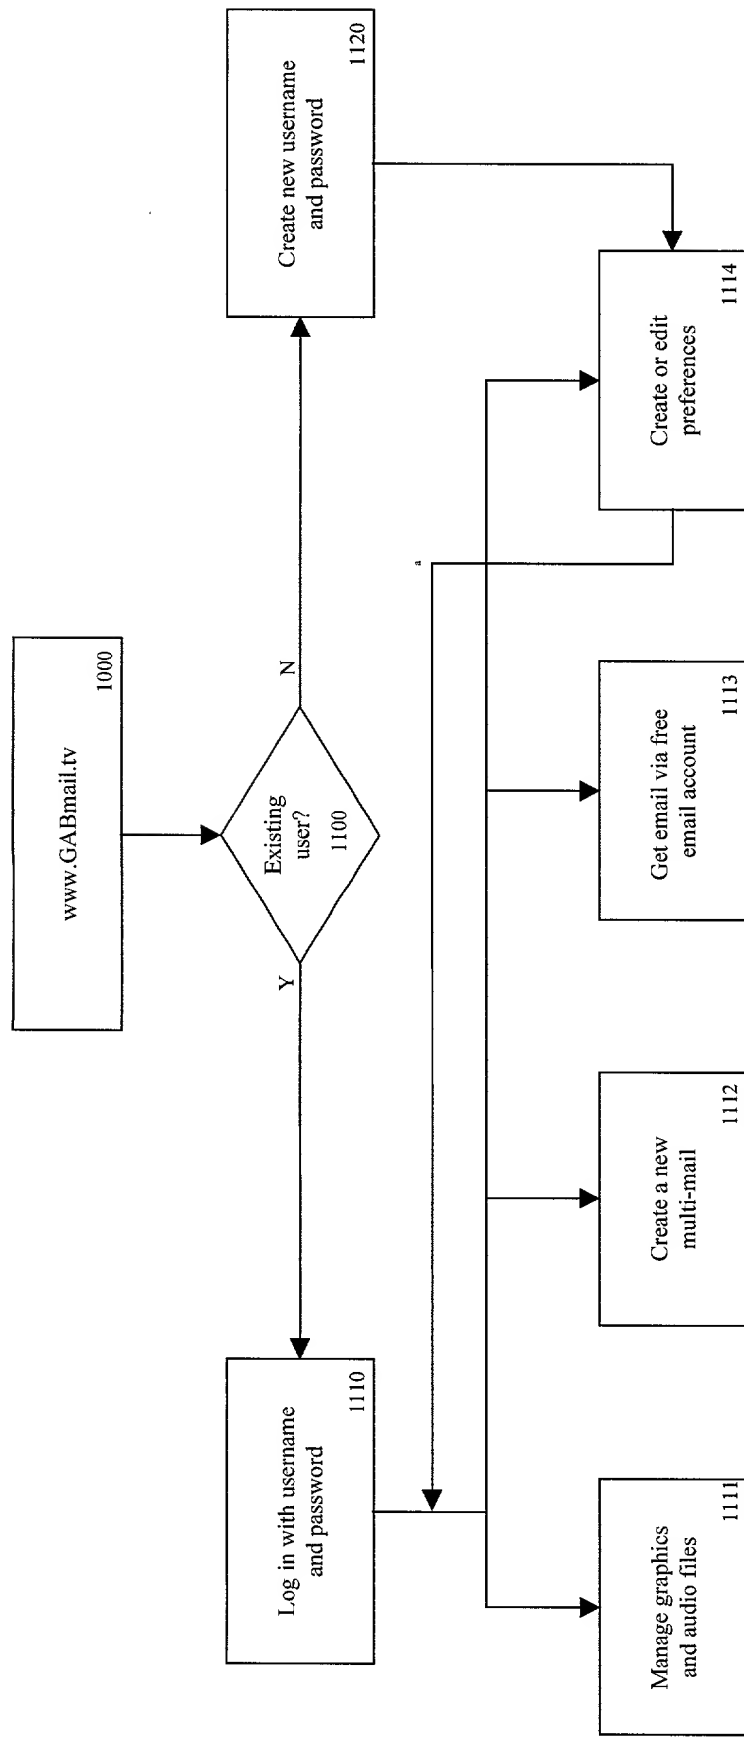 www.GABmail.tv
1000
Existing
user?
1100
Y
N
Log in with username
and password
1110
Create new username
and password
1120
a
Manage graphics
and audio files
1111
Create a new
multi-mail
1112
Get email via free
email account
1113
Create or edit
preferences
1114